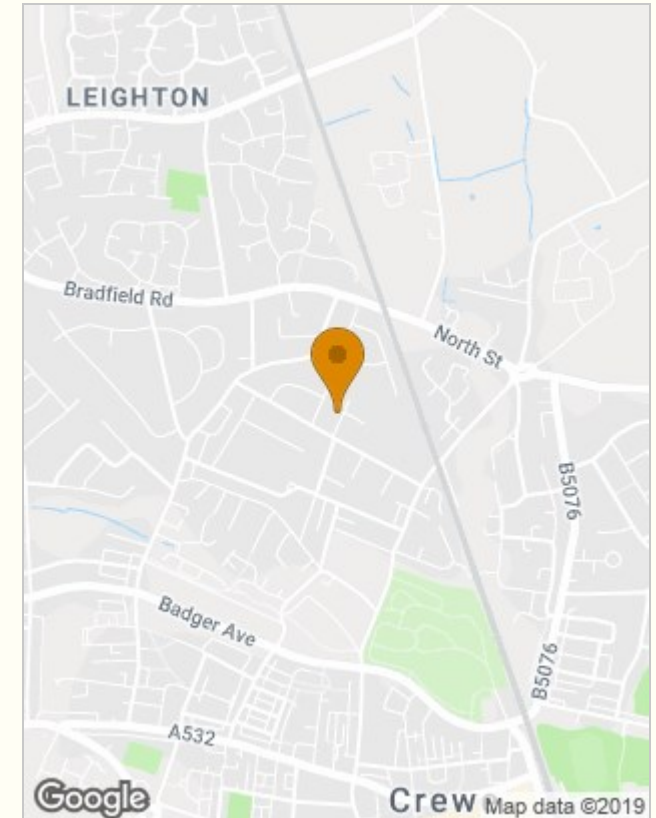 LEIGHTON
Bradfield Rd
North St
B5076
Badger Ave
B5076
A532
Google
Crew
Map data ©2019